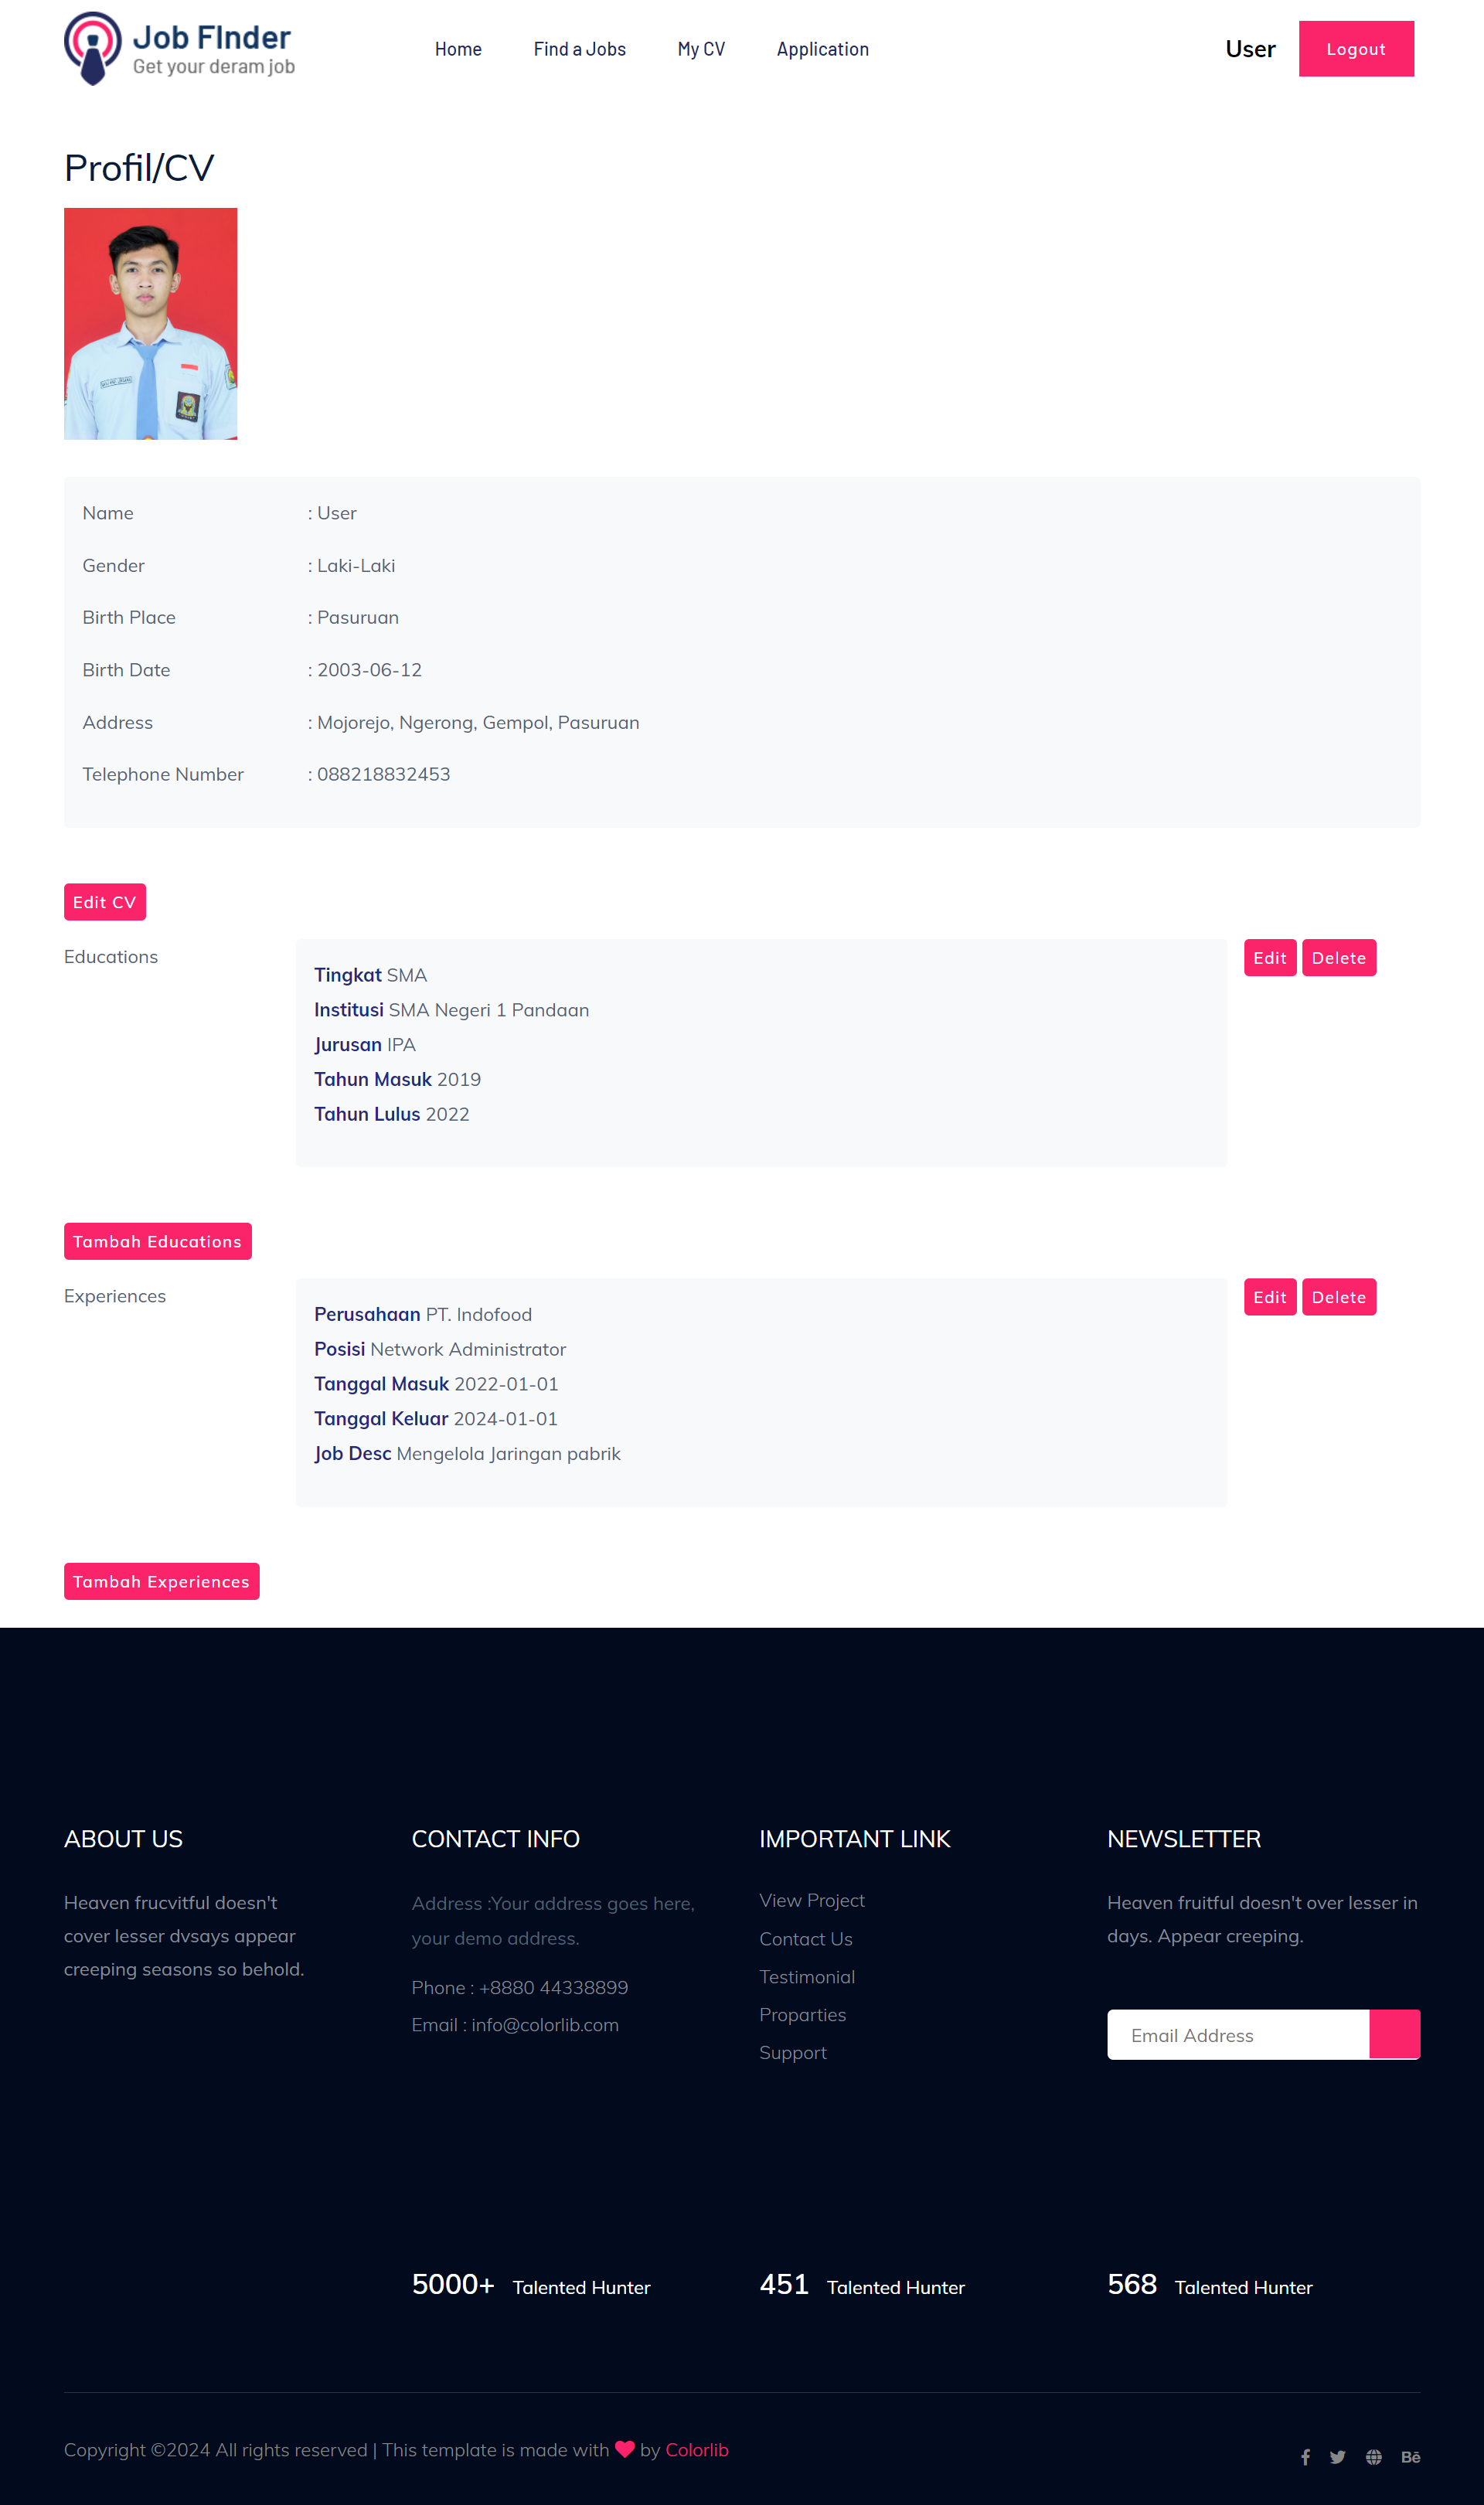 Job FInder
Get your deram job
Home
Find a Jobs
My CV
Application
User
Logout
Profil/CV
Name : User
Gender : Laki-Laki
Birth Place : Pasuruan
Birth Date : 2003-06-12
Address : Mojorejo, Ngerong, Gempol, Pasuruan
Telephone Number : 088218832453
Edit CV
Educations
Tingkat SMA
Institusi SMA Negeri 1 Pandaan
Jurusan IPA
Tahun Masuk 2019
Tahun Lulus 2022
Edit
Delete
Tambah Educations
Experiences
Perusahaan PT. Indofood
Posisi Network Administrator
Tanggal Masuk 2022-01-01
Tanggal Keluar 2024-01-01
Job Desc Mengelola Jaringan pabrik
Edit
Delete
Tambah Experiences
ABOUT US
Heaven frucvitful doesn't
cover lesser dvsays appear
creeping seasons so behold.
CONTACT INFO
Address :Your address goes here,
your demo address.
Phone : +8880 44338899
Email : info@colorlib.com
IMPORTANT LINK
View Project
Contact Us
Testimonial
Proparties
Support
NEWSLETTER
Heaven fruitful doesn't over lesser in
days. Appear creeping.
Email Address
5000+ Talented Hunter
451 Talented Hunter
568 Talented Hunter
Copyright ©2024 All rights reserved | This template is made with ♥ by Colorlib
Bē